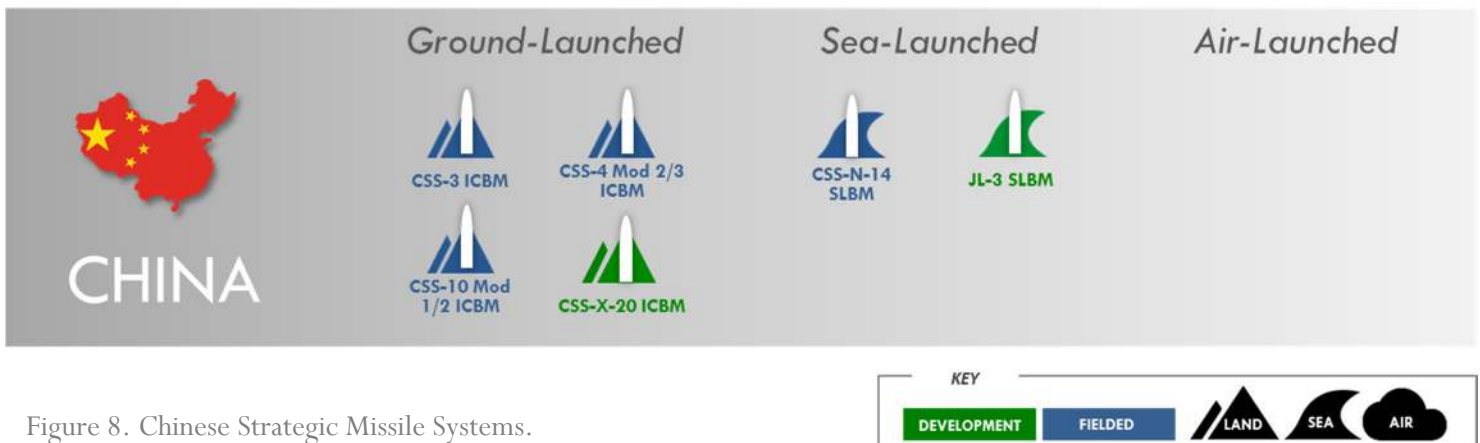 Ground-Launched
Sea-Launched
Air-Launched
CHINA
CSS-3 ICBM
CSS-4 Mod 2/3
ICBM
CSS-N-14
SLBM
JL-3 SLBM
CSS-10 Mod
1/2 ICBM
CSS-X-20 ICBM
Figure 8. Chinese Strategic Missile Systems.
KEY
DEVELOPMENT
FIELDED
LAND
SEA
AIR